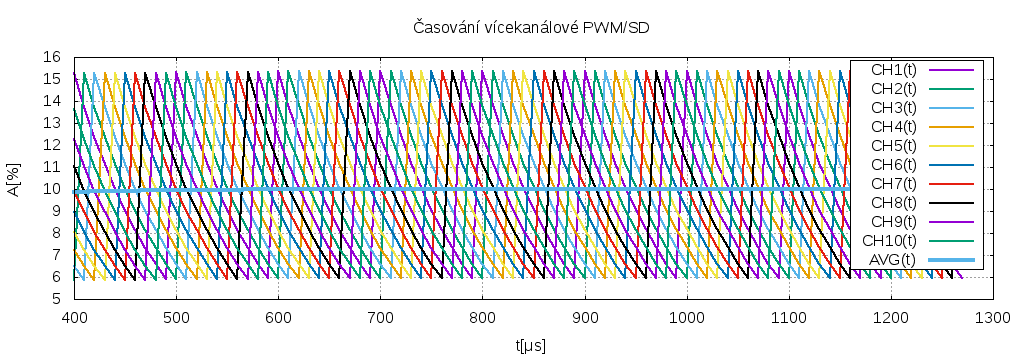 Časování vícekanálové PWM/SD
A[%]
16
15
14
13
12
11
10
9
8
7
6
5
CH1(t)
CH2(t)
CH3(t)
CH4(t)
CH5(t)
CH6(t)
CH7(t)
CH8(t)
CH9(t)
CH10(t)
AVG(t)
400 500 600 700 800 900 1000 1100 1200 1300
t[µs]